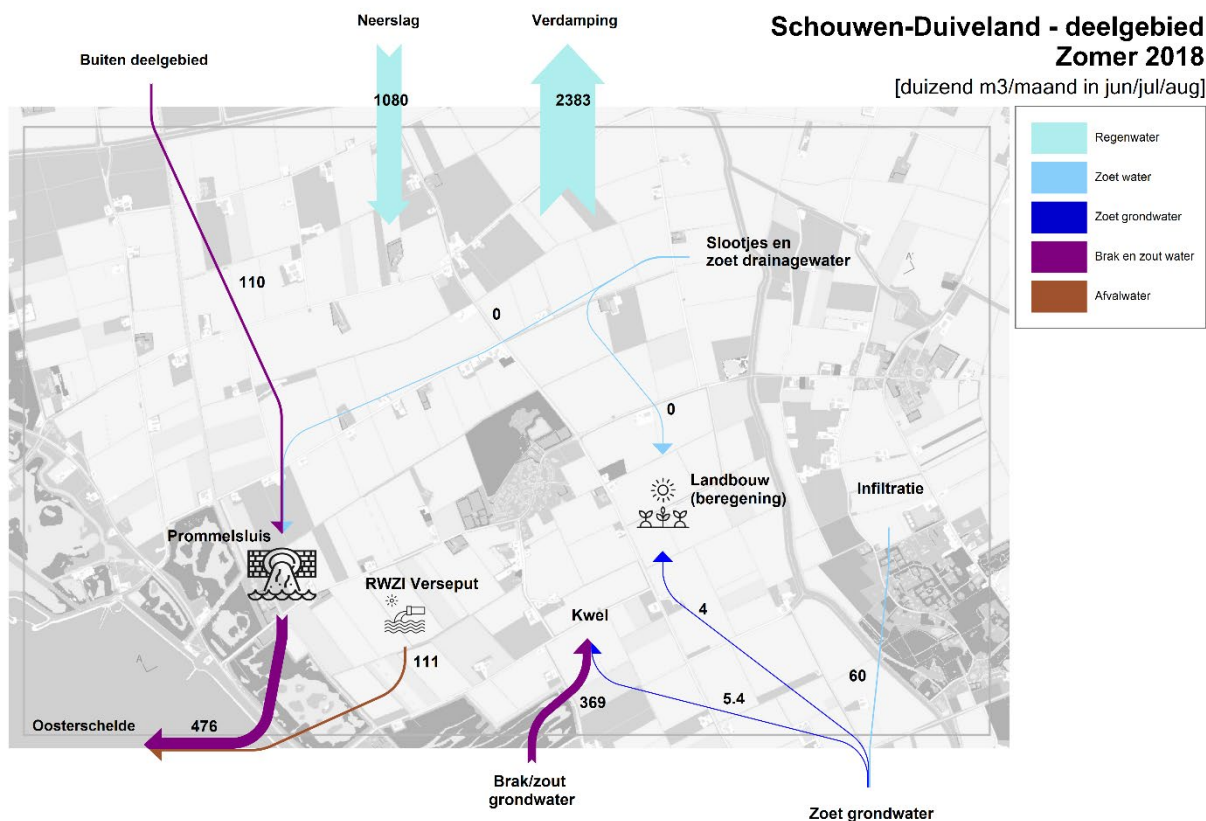 Schouwen-Duiveland - deelgebied
Zomer 2018
[duizend m3/maand in jun/jul/aug]
Neerslag
Verdamping
Buiten deelgebied
1080
2383
Regenwater
Zoet water
Zoet grondwater
Brak en zout water
Afvalwater
Slootjes en
zoet drainagewater
A'
110
0
0
Landbouw
(beregening)
Infiltratie
Prommelsluis
RWZI Verseput
Kwel
4
111
A
60
369
5.4
Oosterschelde
476
Brak/zout
grondwater
Zoet grondwater